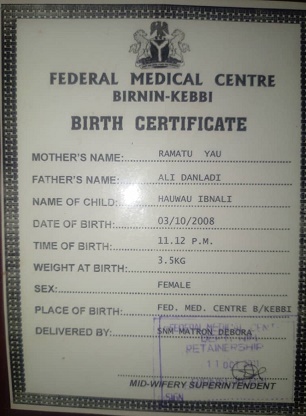 FEDERAL MEDICAL CENTRE
BIRNIN-KEBBI
BIRTH CERTIFICATE
MOTHER'S NAME: RAMATU YAU
FATHER'S NAME: ALI DANLADI
NAME OF CHILD: HAUWAU IBNALI
DATE OF BIRTH: 03/10/2008
TIME OF BIRTH: 11.12 P.M.
WEIGHT AT BIRTH: 3.5KG
SEX: FEMALE
PLACE OF BIRTH: FED. MED. CENTRE B/KEBBI
DELIVERED BY: SNM MATRON DEBORA
RETAINERSHIP
MID-WIFERY SUPERINTENDENT
SIGN